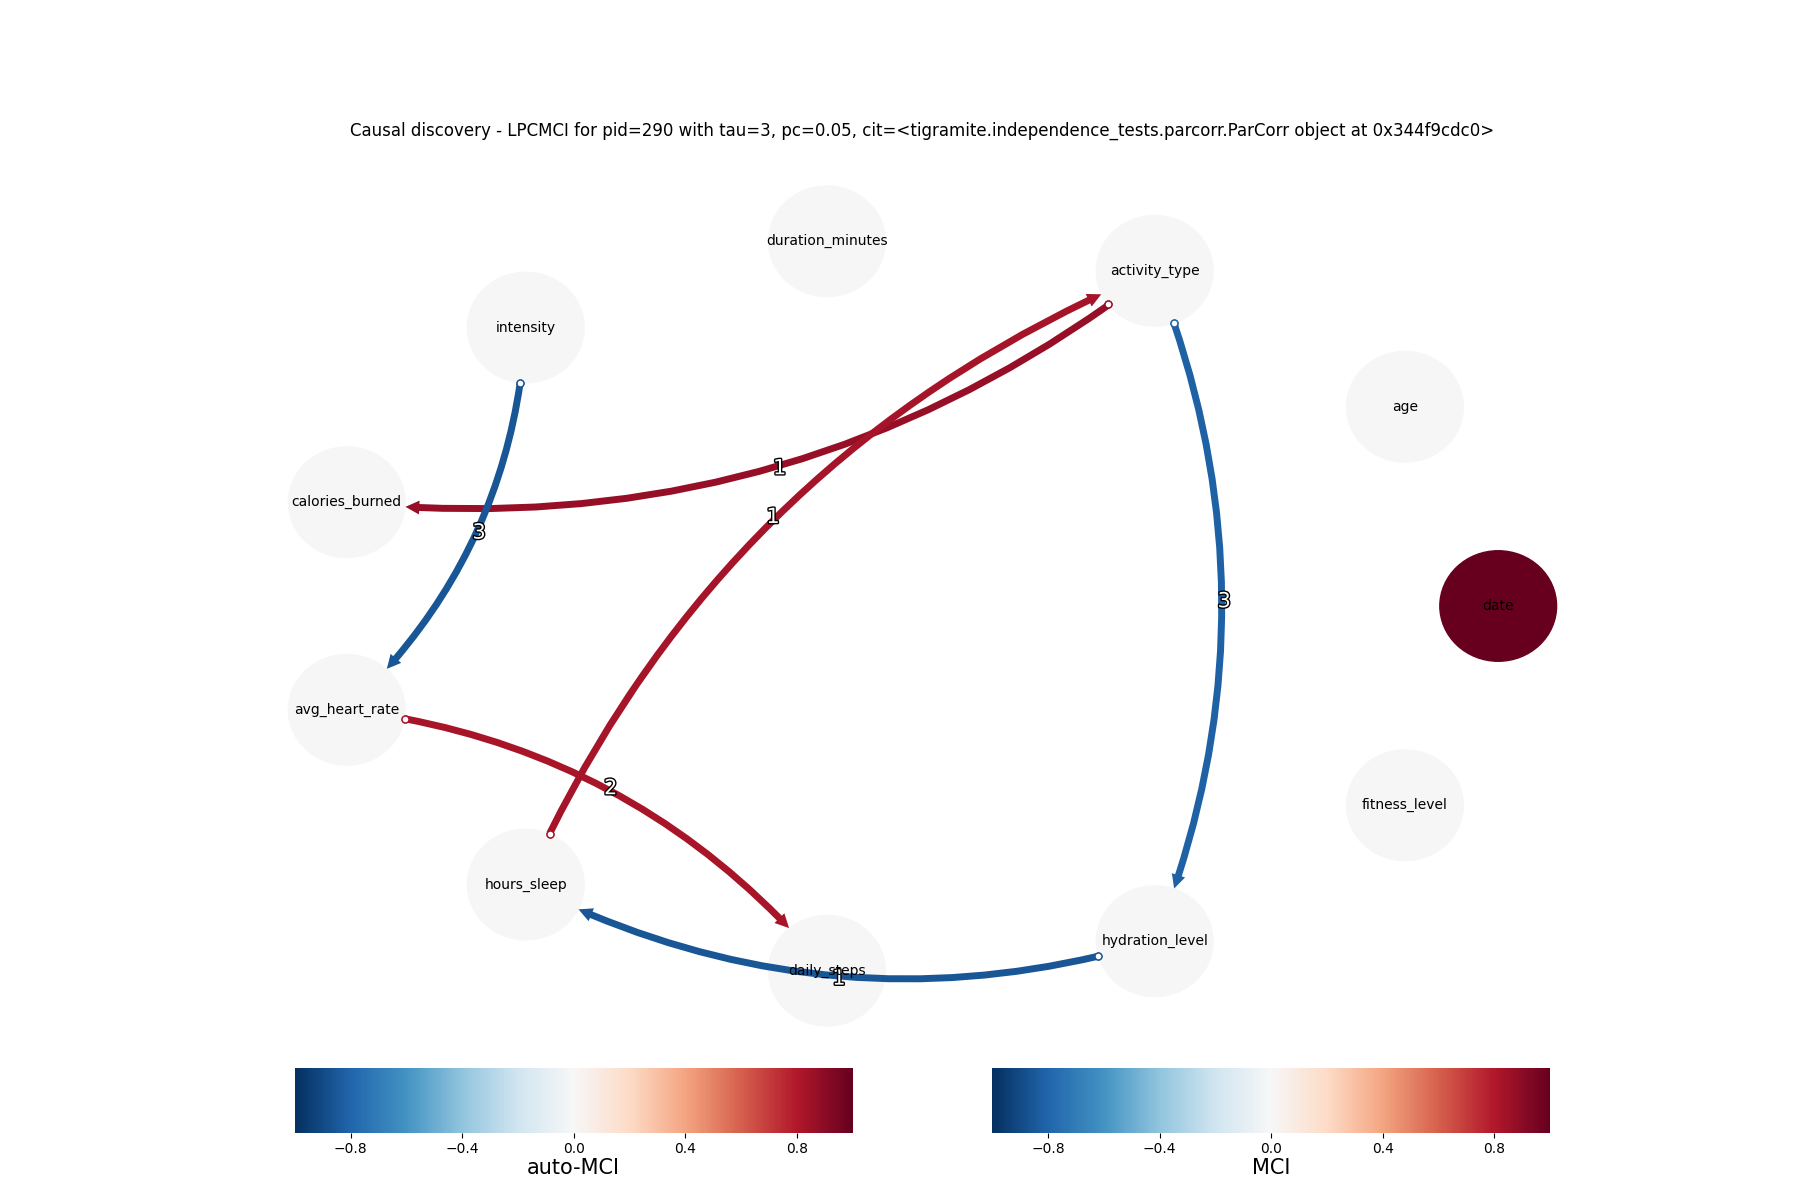 Causal discovery - LPCMCI for pid=290 with tau=3, pc=0.05, cit=<tigramite.independence_tests.parcorr.ParCorr object at 0x344f9cdc0>
duration_minutes
activity_type
intensity
age
1
calories_burned
1
3
3
date
avg_heart_rate
2
fitness_level
hours_sleep
hydration_level
daily_steps
1
−0.8 −0.4 0.0 0.4 0.8
auto-MCI
−0.8 −0.4 0.0 0.4 0.8
MCI